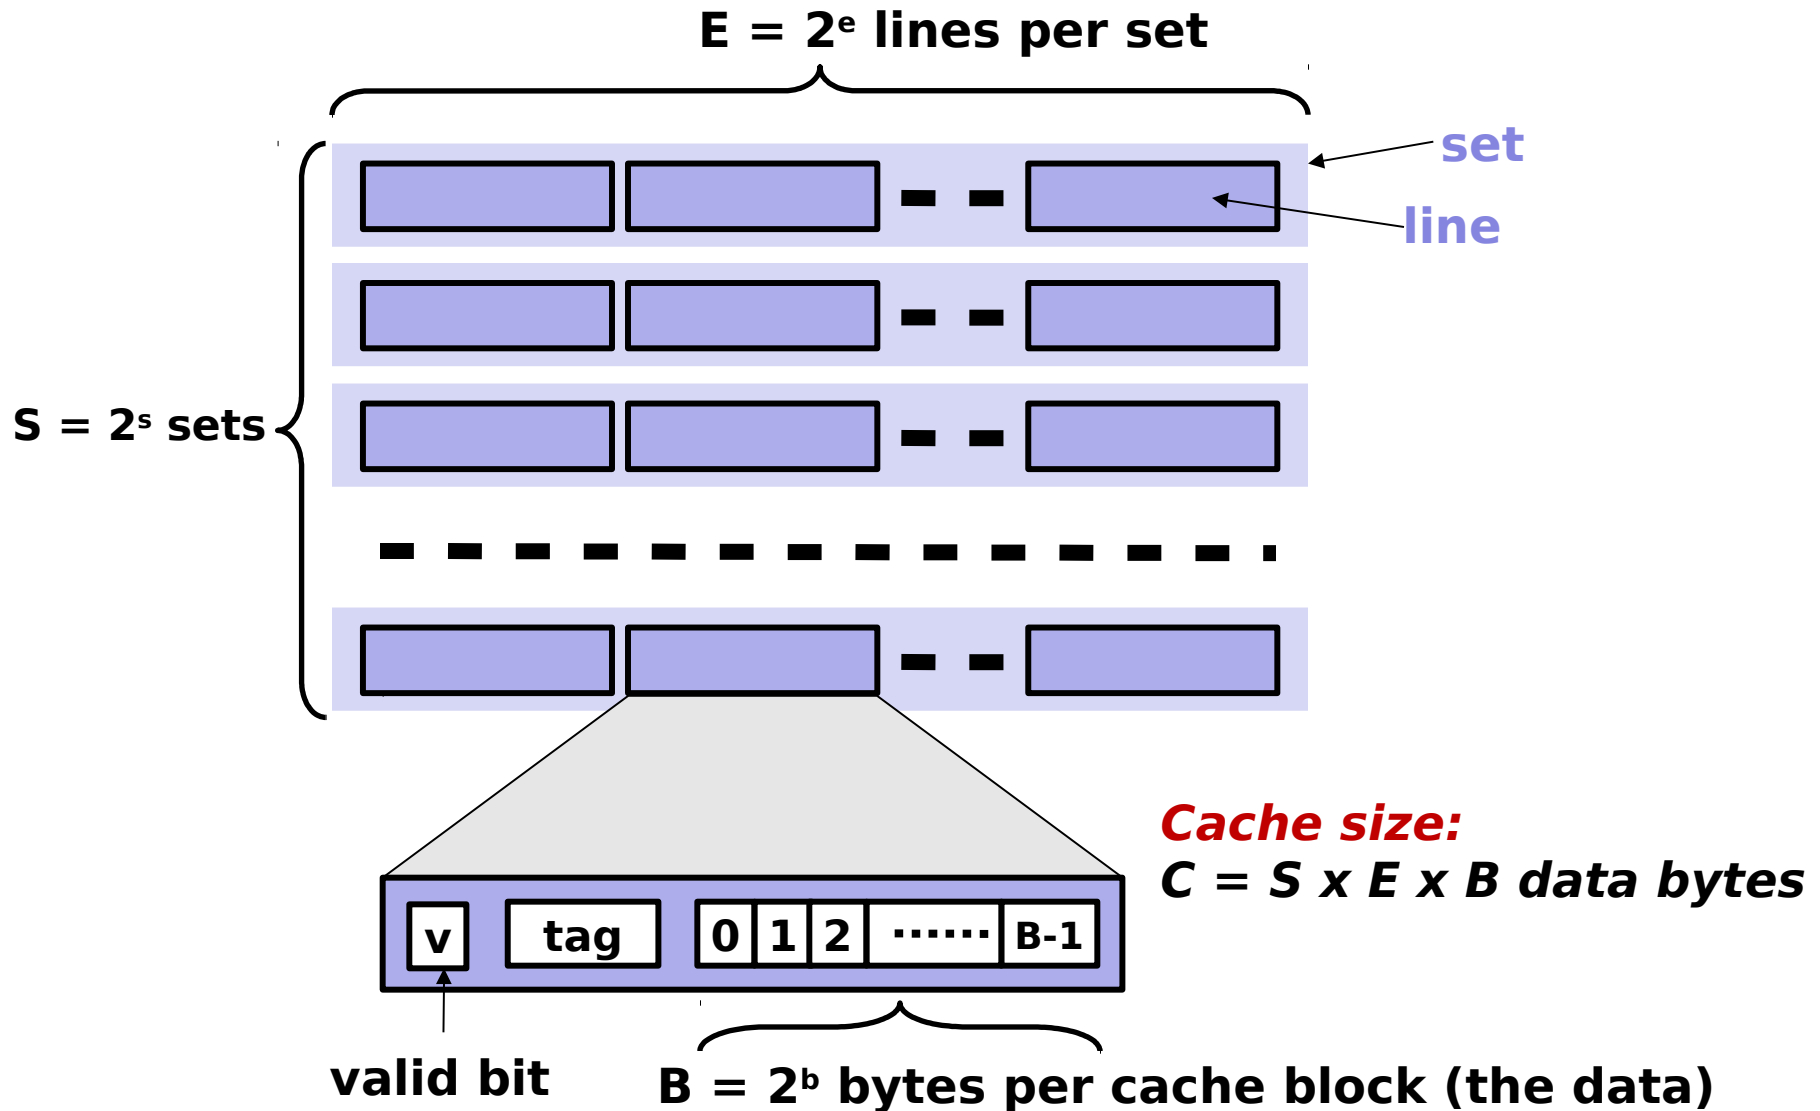 E = 2ᵉ lines per set
set
line
S = 2ˢ sets
Cache size:
C = S x E x B data bytes
v tag 0 1 2 ...... B-1
valid bit
B = 2ᵇ bytes per cache block (the data)